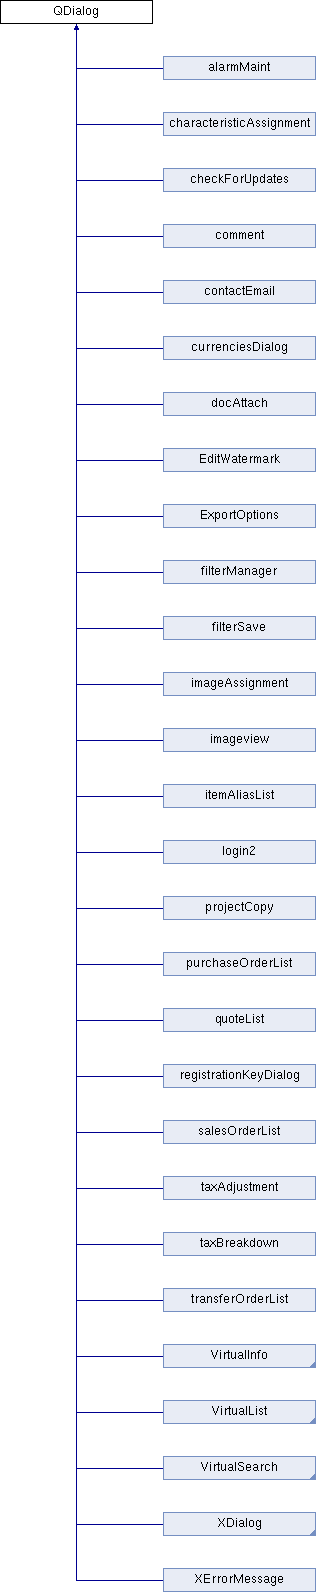 QDialog
alarmMaint
characteristicAssignment
checkForUpdates
comment
contactEmail
currenciesDialog
docAttach
EditWatermark
ExportOptions
filterManager
filterSave
imageAssignment
imageview
itemAliasList
login2
projectCopy
purchaseOrderList
quoteList
registrationKeyDialog
salesOrderList
taxAdjustment
taxBreakdown
transferOrderList
VirtualInfo
VirtualList
VirtualSearch
XDialog
XErrorMessage